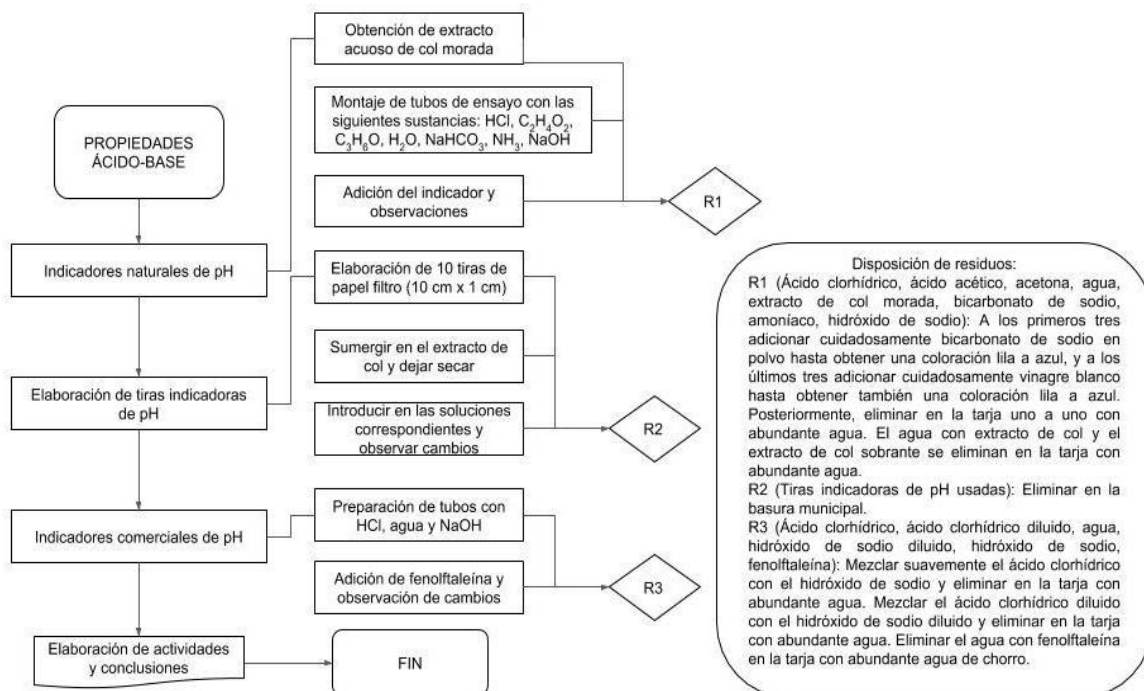 PROPIEDADES
ÁCIDO-BASE
Indicadores naturales de pH
Obtención de extracto
acuoso de col morada
Montaje de tubos de ensayo con las
siguientes sustancias: HCl, C₂H₄O₂,
C₃H₆O, H₂O, NaHCO₃, NH₃, NaOH
Adición del indicador y
observaciones
R1
Elaboración de tiras indicadoras
de pH
Elaboración de 10 tiras de
papel filtro (10 cm x 1 cm)
Sumergir en el extracto de
col y dejar secar
Introducir en las soluciones
correspondientes y
observar cambios
R2
Indicadores comerciales de pH
Preparación de tubos con
HCl, agua y NaOH
Adición de fenolftaleína y
observación de cambios
R3
Elaboración de actividades
y conclusiones
FIN
Disposición de residuos:
R1 (Ácido clorhídrico, ácido acético, acetona, agua,
extracto de col morada, bicarbonato de sodio,
amoníaco, hidróxido de sodio): A los primeros tres
adicionar cuidadosamente bicarbonato de sodio en
polvo hasta obtener una coloración lila a azul, y a los
últimos tres adicionar cuidadosamente vinagre blanco
hasta obtener también una coloración lila a azul.
Posteriormente, eliminar en la tarja uno a uno con
abundante agua. El agua con extracto de col y el
extracto de col sobrante se eliminan en la tarja con
abundante agua.
R2 (Tiras indicadoras de pH usadas): Eliminar en la
basura municipal.
R3 (Ácido clorhídrico, ácido clorhídrico diluido, agua,
hidróxido de sodio diluido, hidróxido de sodio,
fenolftaleína): Mezclar suavemente el ácido clorhídrico
con el hidróxido de sodio y eliminar en la tarja con
abundante agua. Mezclar el ácido clorhídrico diluido
con el hidróxido de sodio diluido y eliminar en la tarja
con abundante agua. Eliminar el agua con fenolftaleína
en la tarja con abundante agua de chorro.